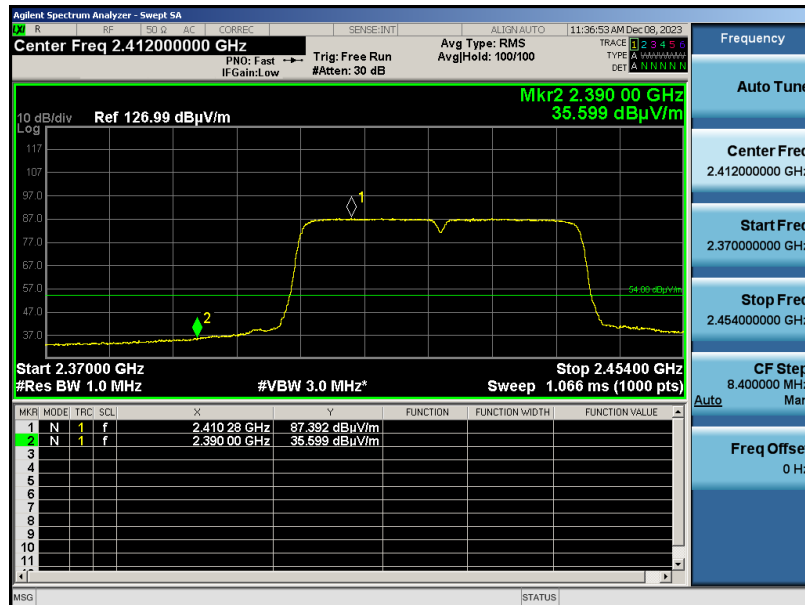 Agilent Spectrum Analyzer - Swept SA
R RF 50 Ω AC CORREC SENSE:INT ALIGN AUTO 11:36:53 AM Dec 08, 2023
Center Freq 2.412000000 GHz
PNO: Fast
IFGain:Low
Trig: Free Run
#Atten: 30 dB
Avg Type: RMS
Avg|Hold: 100/100
TRACE 1 2 3 4 5 6
TYPE A WWWWW
DET A N N N N N
Mkr2 2.390 00 GHz
35.599 dBµV/m
10 dB/div Ref 126.99 dBµV/m
Log
117
107
97.0
87.0
77.0
67.0
57.0
47.0
37.0
1
2
54.00 dBµV/m
Start 2.37000 GHz Stop 2.45400 GHz
#Res BW 1.0 MHz #VBW 3.0 MHz* Sweep 1.066 ms (1000 pts)
MKR MODE TRC SCL X Y FUNCTION FUNCTION WIDTH FUNCTION VALUE
1 N 1 f 2.410 28 GHz 87.392 dBµV/m
2 N 1 f 2.390 00 GHz 35.599 dBµV/m
3
4
5
6
7
8
9
10
11
MSG STATUS
Frequency
Auto Tune
Center Freq
2.412000000 GHz
Start Freq
2.370000000 GHz
Stop Freq
2.454000000 GHz
CF Step
8.400000 MHz
Auto Man
Freq Offset
0 Hz